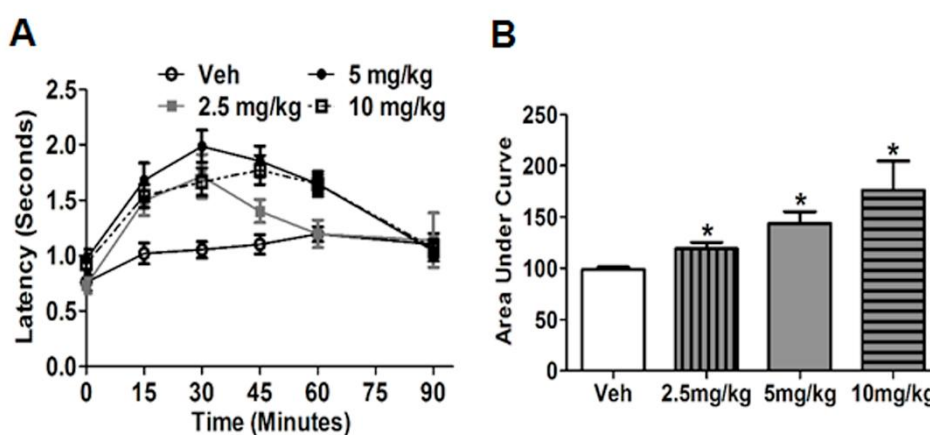 A
Veh
5 mg/kg
2.5 mg/kg
10 mg/kg
Latency (Seconds)
2.5
2.0
1.5
1.0
0.5
0.0
0 15 30 45 60 75 90
Time (Minutes)
B
Area Under Curve
250
200
150
100
50
0
*
*
*
Veh 2.5mg/kg 5mg/kg 10mg/kg